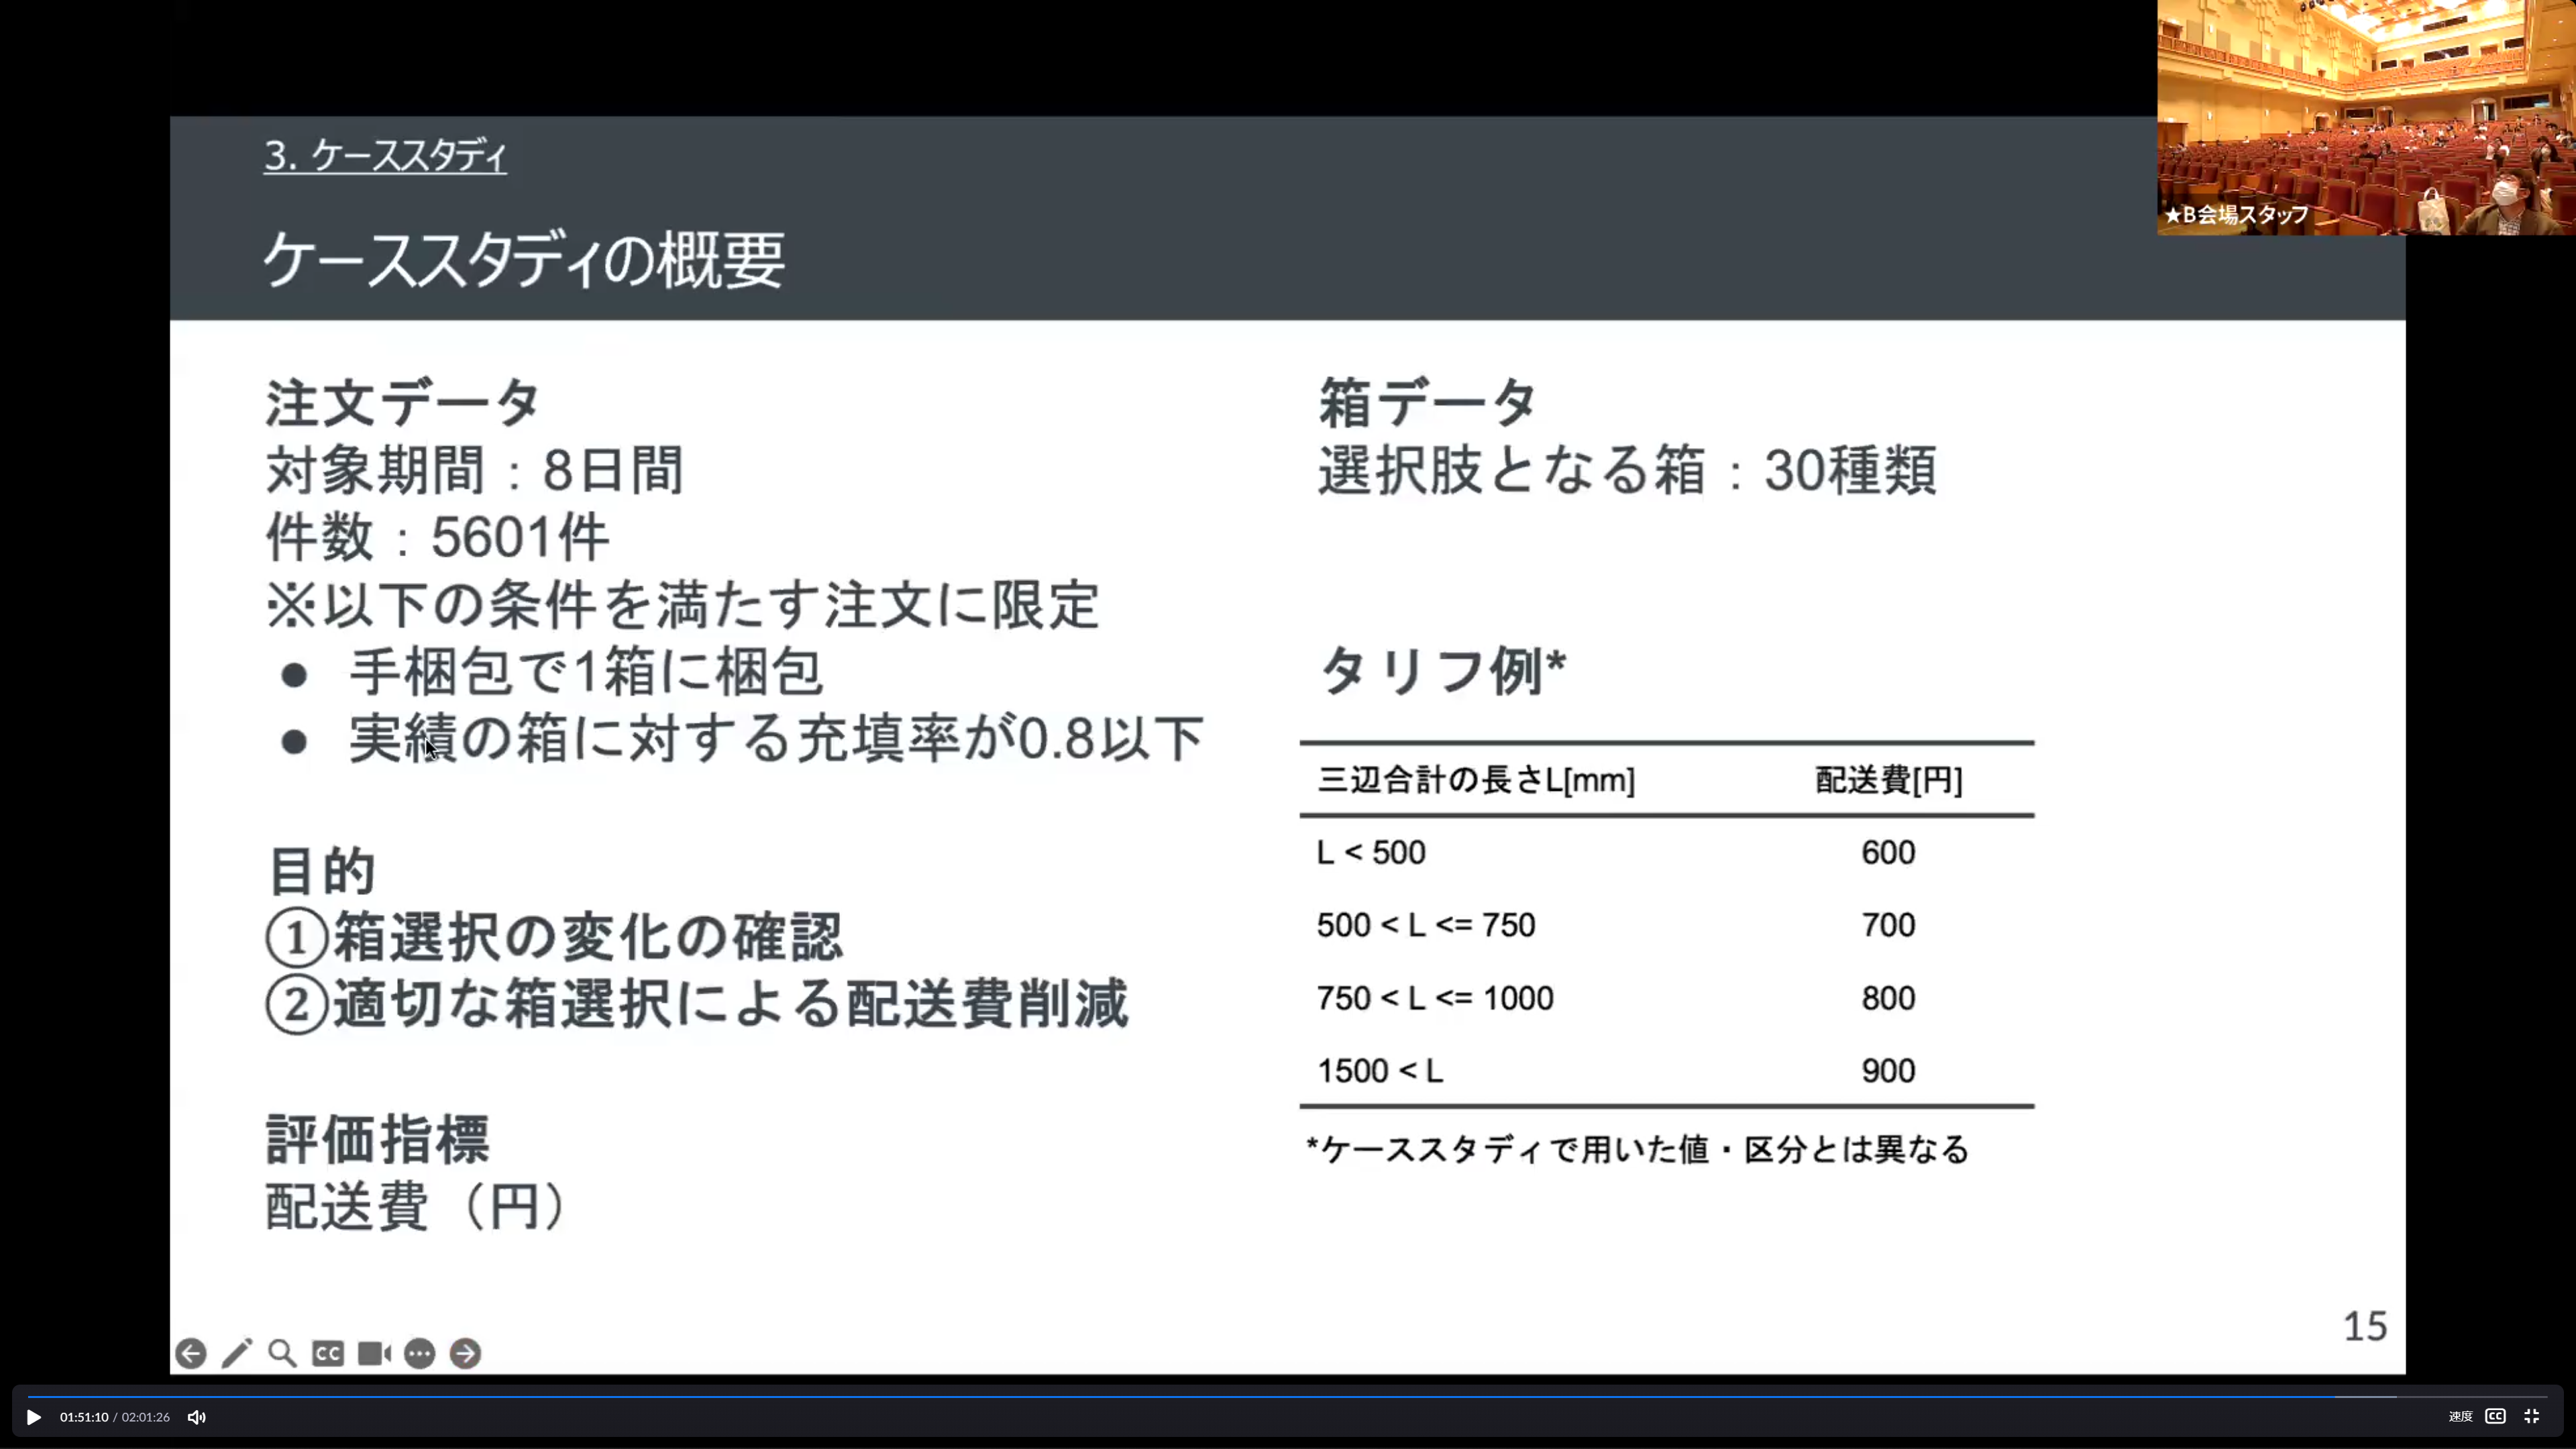 ★B会場スタッフ
3. ケーススタディ
ケーススタディの概要
注文データ
対象期間：8日間
件数：5601件
※以下の条件を満たす注文に限定
● 手梱包で1箱に梱包
● 実績の箱に対する充填率が0.8以下
目的
①箱選択の変化の確認
②適切な箱選択による配送費削減
評価指標
配送費（円）
箱データ
選択肢となる箱：30種類
タリフ例*
三辺合計の長さL[mm] 配送費[円]
L < 500 600
500 < L <= 750 700
750 < L <= 1000 800
1500 < L 900
*ケーススタディで用いた値・区分とは異なる
15
CC
01:51:10 / 02:01:26
速度 CC